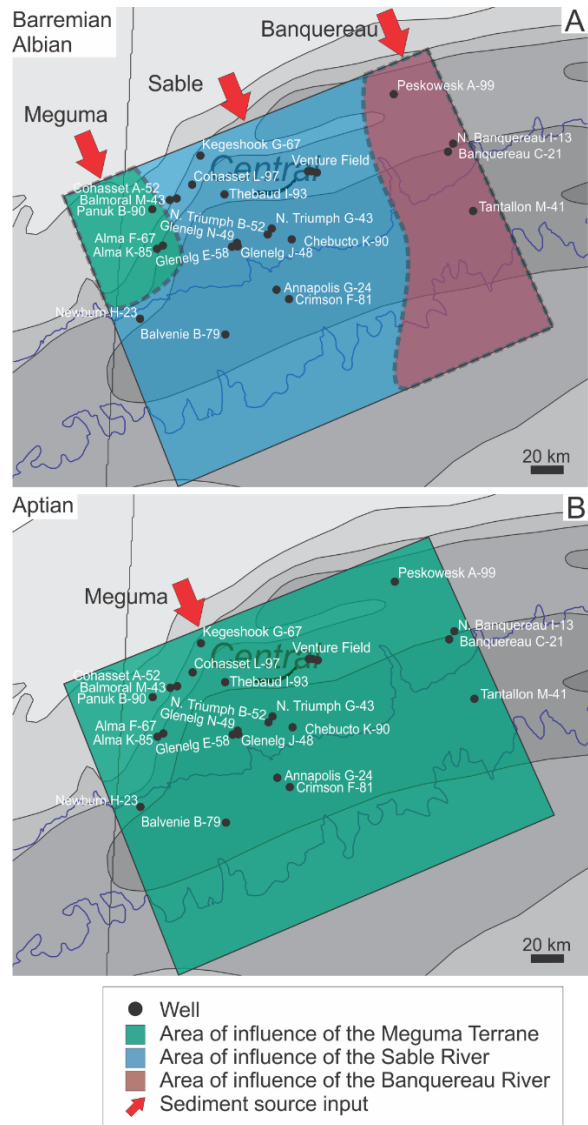 Barremian
Albian
A
Banquereau
Sable
Meguma
Peskowesk A-99
Kegeshook G-67
Central
Venture Field
N. Banquereau I-13
Banquereau C-21
Cohasset L-97
Cohasset A-52
Balmoral M-43
Panuk B-90
Thebaud I-93
Tantallon M-41
N. Triumph B-52
N. Triumph G-43
Glenelg N-49
Alma F-67
Alma K-85
Glenelg E-58
Glenelg J-48
Chebucto K-90
Annapolis G-24
Crimson F-81
Newburn H-23
Balvenie B-79
20 km
Aptian
B
Meguma
Peskowesk A-99
Kegeshook G-67
Central
Venture Field
N. Banquereau I-13
Banquereau C-21
Cohasset L-97
Cohasset A-52
Balmoral M-43
Panuk B-90
Thebaud I-93
Tantallon M-41
N. Triumph B-52
N. Triumph G-43
Glenelg N-49
Alma F-67
Alma K-85
Glenelg E-58
Glenelg J-48
Chebucto K-90
Annapolis G-24
Crimson F-81
Newburn H-23
Balvenie B-79
20 km
Well
Area of influence of the Meguma Terrane
Area of influence of the Sable River
Area of influence of the Banquereau River
Sediment source input